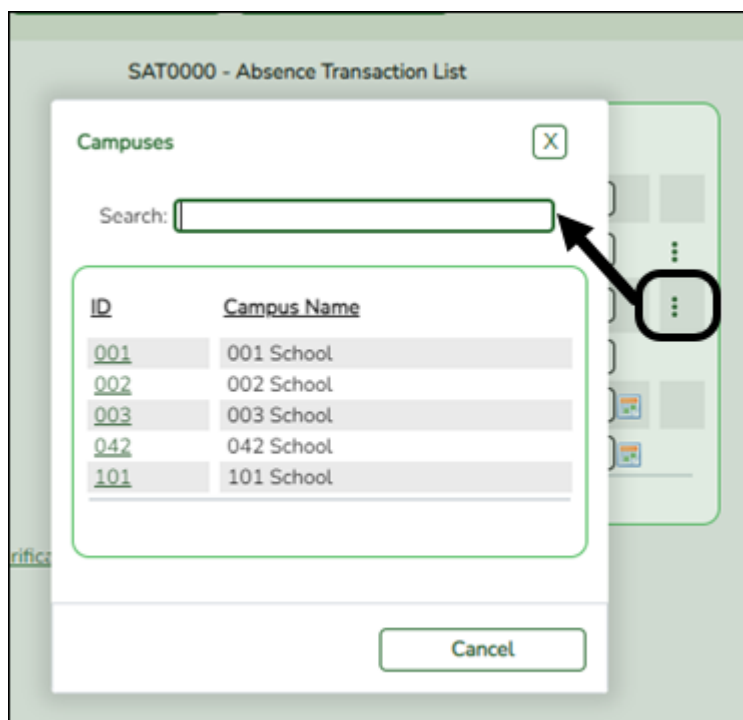 SAT0000 - Absence Transaction List
Campuses
X
Search:
ID Campus Name
001 001 School
002 002 School
003 003 School
042 042 School
101 101 School
Cancel